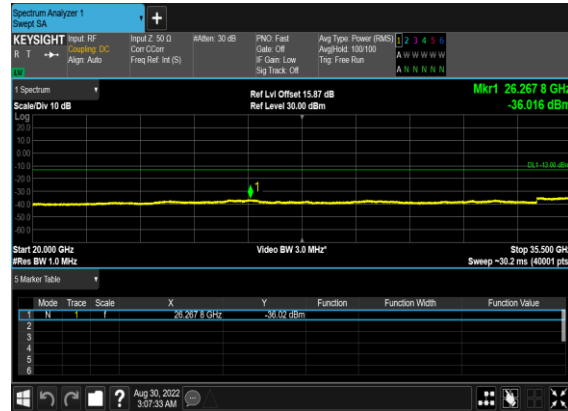 Spectrum Analyzer 1
Swept SA
+
KEYSIGHT Input: RF Input Z: 50 Ω #Atten: 30 dB PNO: Fast Avg Type: Power (RMS) 1 2 3 4 5 6
R T Coupling: DC Corr CCorr Gate: Off Avg|Hold: 100/100 A W W W W W
Align: Auto Freq Ref: Int (S) IF Gain: Low Trig: Free Run
Sig Track: Off A N N N N N
LW
1 Spectrum Ref Lvl Offset 15.87 dB Mkr1 26.267 8 GHz
Scale/Div 10 dB Ref Level 30.00 dBm -36.016 dBm
Log
20.0
10.0
0.00
-10.0
DL1 -13.00 dBm
-20.0
-30.0
1
-40.0
-50.0
-60.0
Start 20.000 GHz Video BW 3.0 MHz* Stop 35.500 GHz
#Res BW 1.0 MHz Sweep ~30.2 ms (40001 pts)
5 Marker Table
Mode Trace Scale X Y Function Function Width Function Value
1 N 1 f 26.267 8 GHz -36.02 dBm
2
3
4
5
6
? Aug 30, 2022
3:07:33 AM